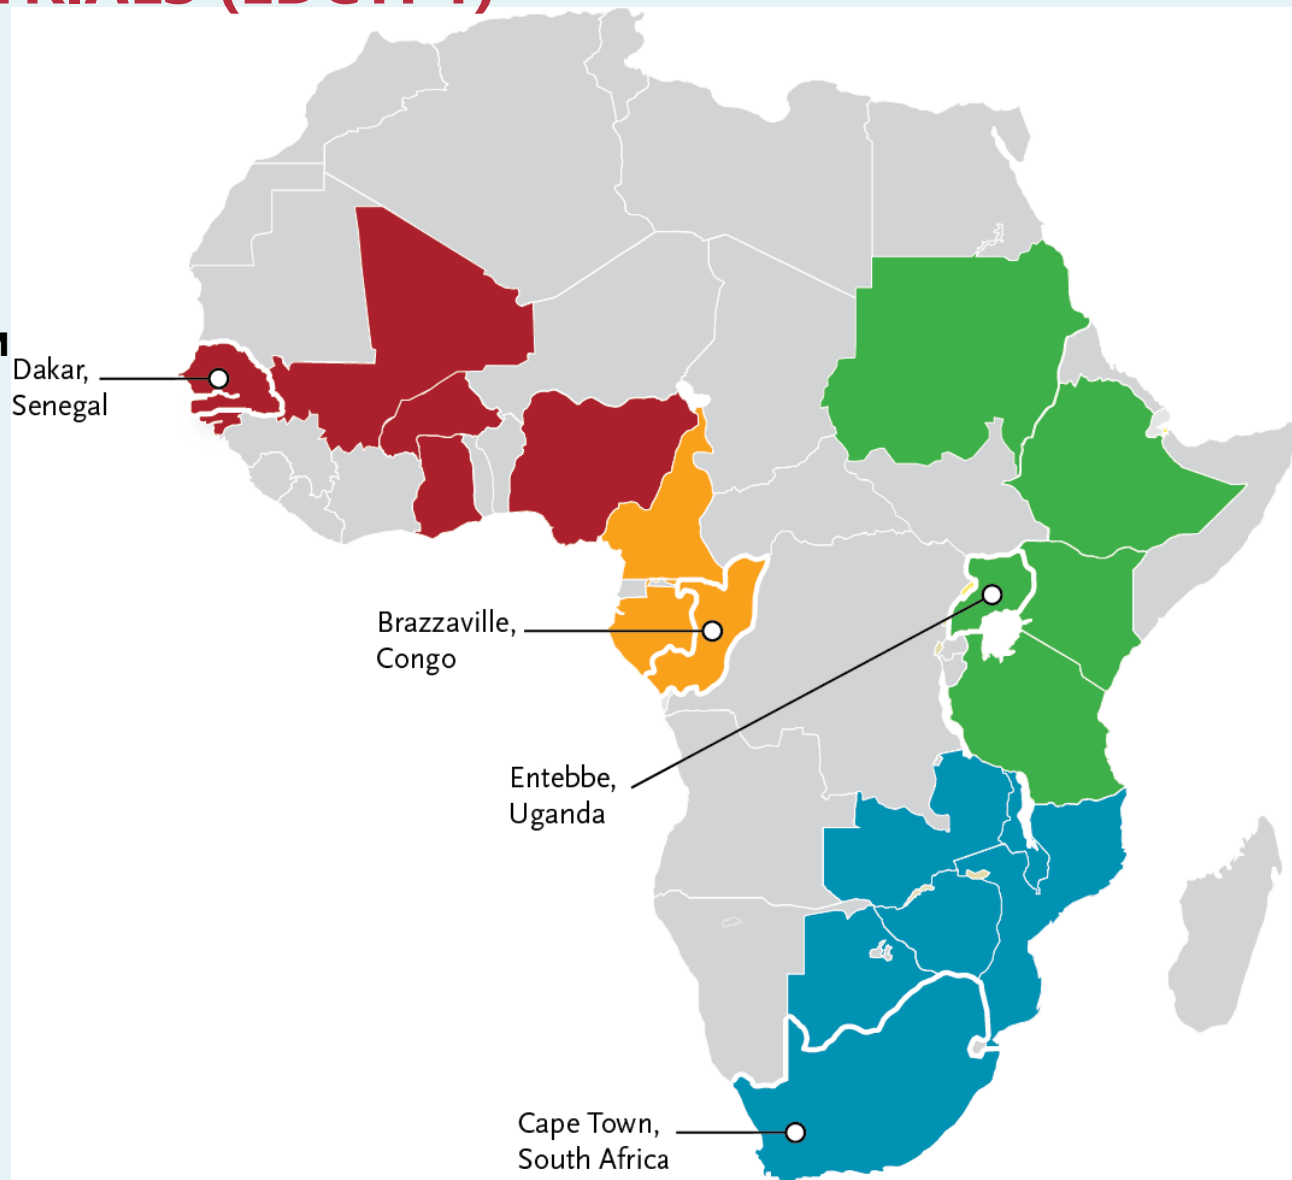 Dakar,
Senegal
Brazzaville,
Congo
Entebbe,
Uganda
Cape Town,
South Africa